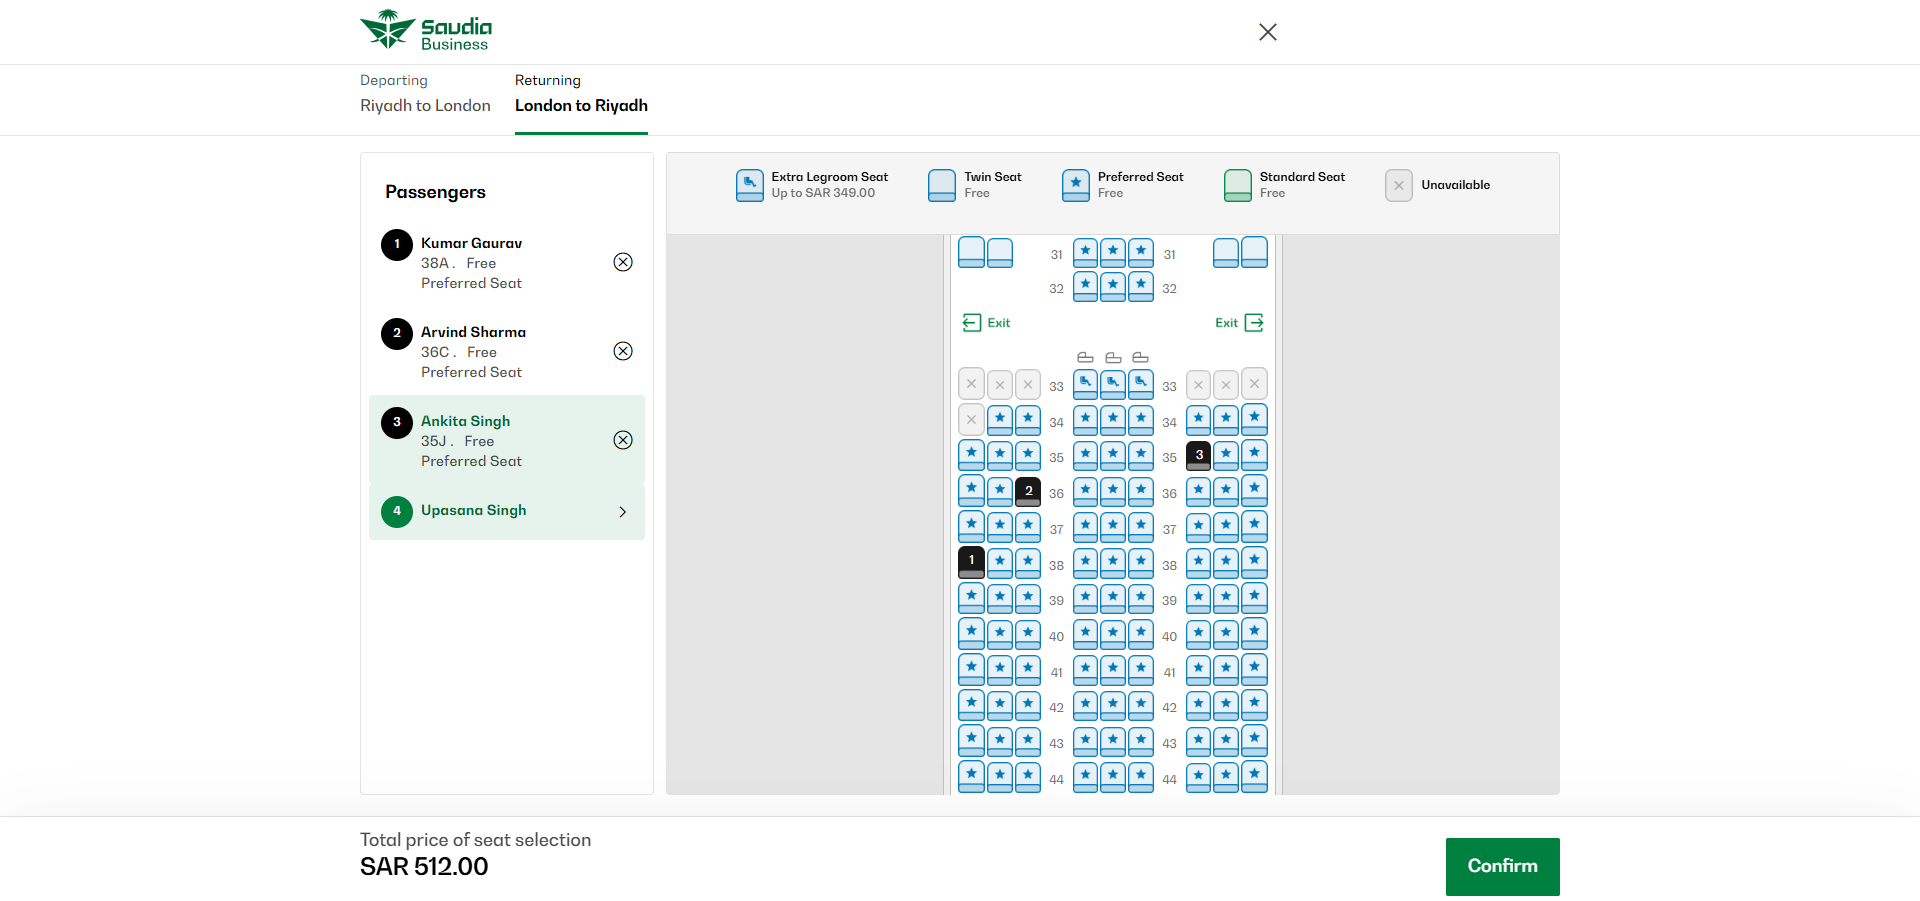 Saudia
Business
Departing
Riyadh to London
Returning
London to Riyadh
Passengers
1
Kumar Gaurav
38A . Free
Preferred Seat
2
Arvind Sharma
36C . Free
Preferred Seat
3
Ankita Singh
35J . Free
Preferred Seat
4
Upasana Singh
Extra Legroom Seat
Up to SAR 349.00
Twin Seat
Free
Preferred Seat
Free
Standard Seat
Free
Unavailable
31 31
32 32
Exit Exit
33 33
34 34
35 3 35
2 36 36
37 37
1 38 38
39 39
40 40
41 41
42 42
43 43
44 44
Total price of seat selection
SAR 512.00
Confirm